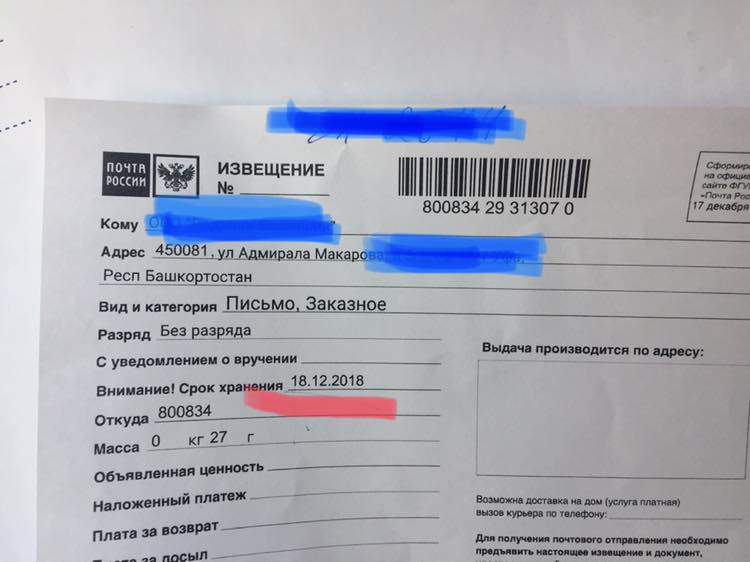 ПОЧТА
РОССИИ
ИЗВЕЩЕНИЕ
№
800834 29 31307 0
на официа
сайте ФГУ
«Почта Рос
17 декабря
Кому
Адрес 450081, ул Адмирала Макарова
Респ Башкортостан
Вид и категория Письмо, Заказное
Разряд Без разряда
С уведомлением о вручении
Внимание! Срок хранения 18.12.2018
Откуда 800834
Масса 0 кг 27 г
Объявленная ценность
Наложенный платеж
Плата за возврат
Плата за досыл
Выдача производится по адресу:
Возможна доставка на дом (услуга платная)
вызов курьера по телефону:
Для получения почтового отправления необходимо
предъявить настоящее извещение и документ,